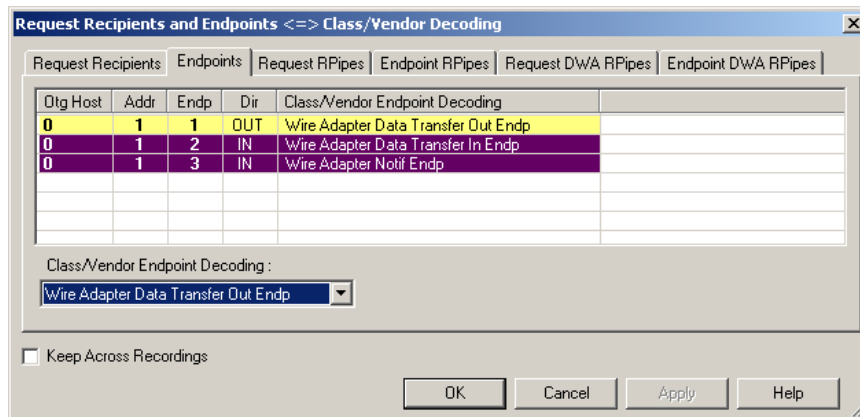 Request Recipients and Endpoints <=> Class/Vendor Decoding
Request Recipients Endpoints Request RPipes Endpoint RPipes Request DWA RPipes Endpoint DWA RPipes
Otg Host Addr Endp Dir Class/Vendor Endpoint Decoding
0 1 1 OUT Wire Adapter Data Transfer Out Endp
0 1 2 IN Wire Adapter Data Transfer In Endp
0 1 3 IN Wire Adapter Notif Endp
Class/Vendor Endpoint Decoding :
Wire Adapter Data Transfer Out Endp
Keep Across Recordings
OK Cancel Apply Help